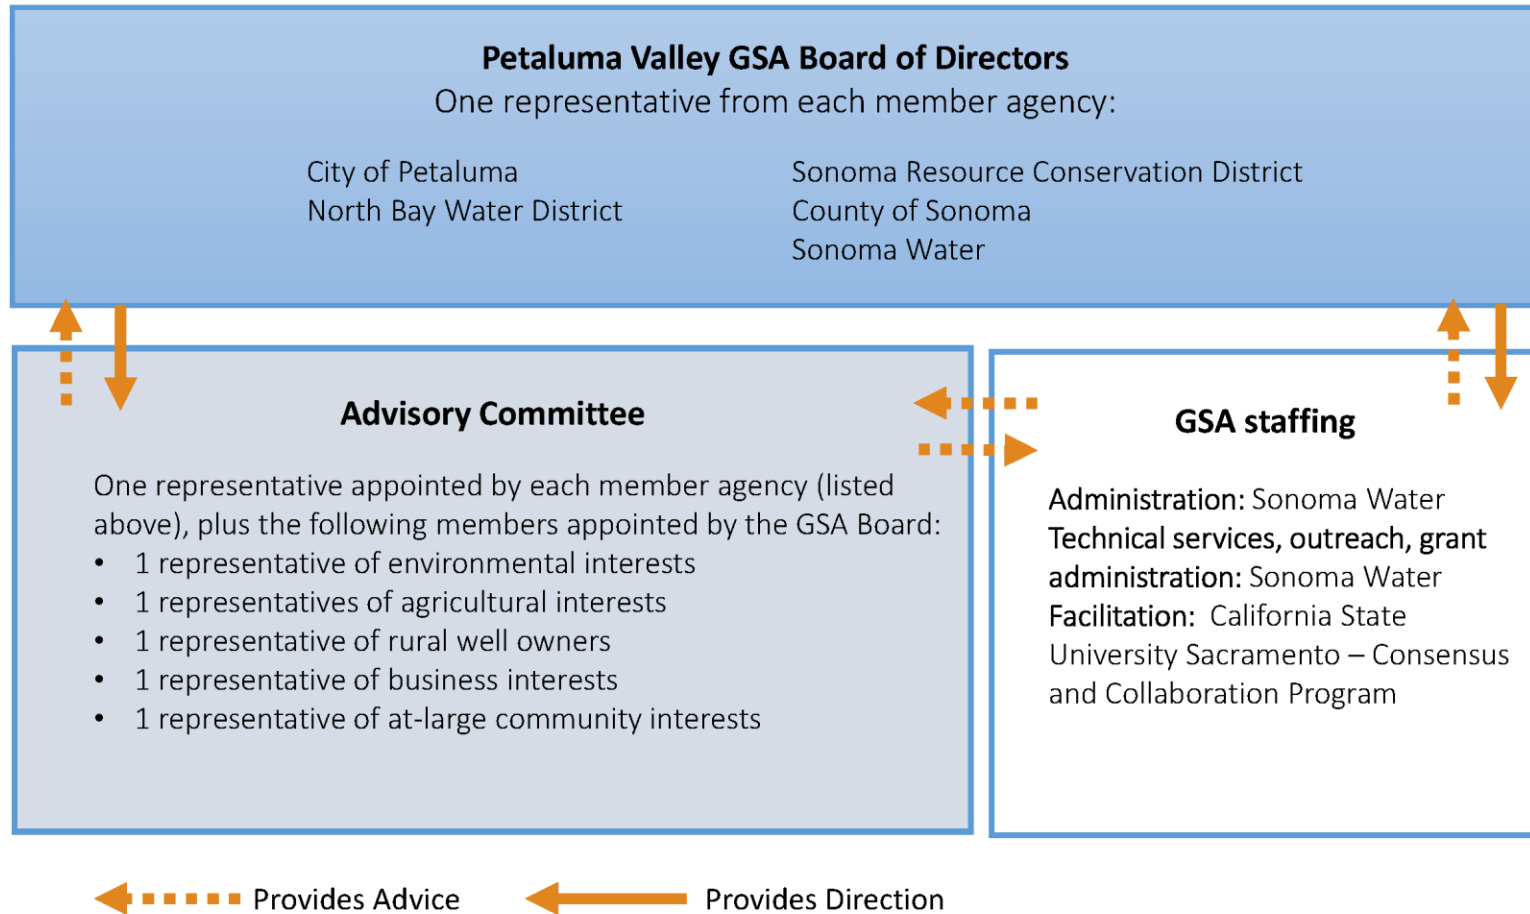 Petaluma Valley GSA Board of Directors
One representative from each member agency:
City of Petaluma
North Bay Water District
Sonoma Resource Conservation District
County of Sonoma
Sonoma Water
Advisory Committee
One representative appointed by each member agency (listed
above), plus the following members appointed by the GSA Board:
• 1 representative of environmental interests
• 1 representatives of agricultural interests
• 1 representative of rural well owners
• 1 representative of business interests
• 1 representative of at-large community interests
GSA staffing
Administration: Sonoma Water
Technical services, outreach, grant
administration: Sonoma Water
Facilitation: California State
University Sacramento – Consensus
and Collaboration Program
Provides Advice
Provides Direction